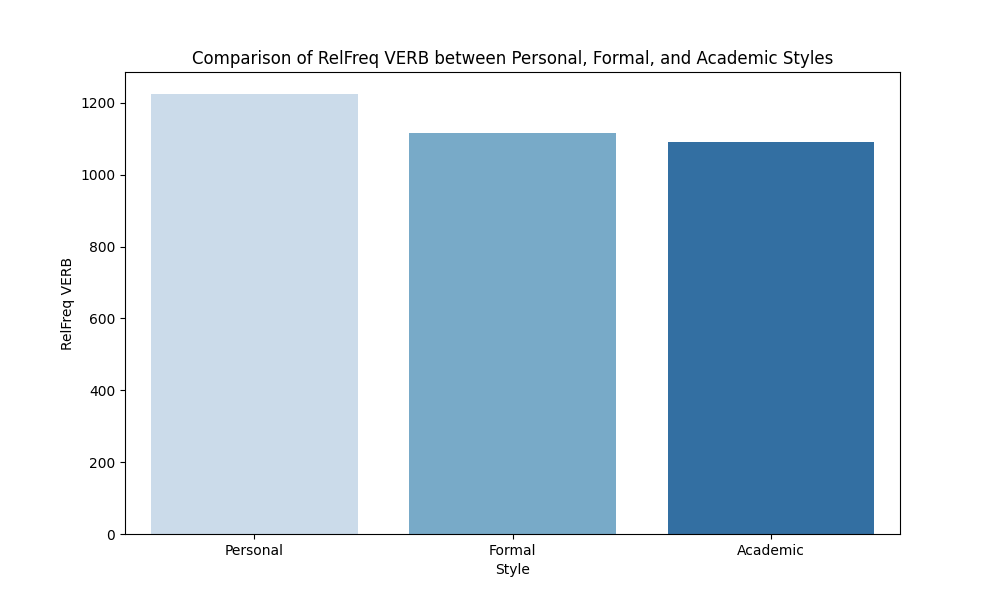 Comparison of RelFreq VERB between Personal, Formal, and Academic Styles
1200
1000
800
600
400
200
0
RelFreq VERB
Personal
Formal
Academic
Style